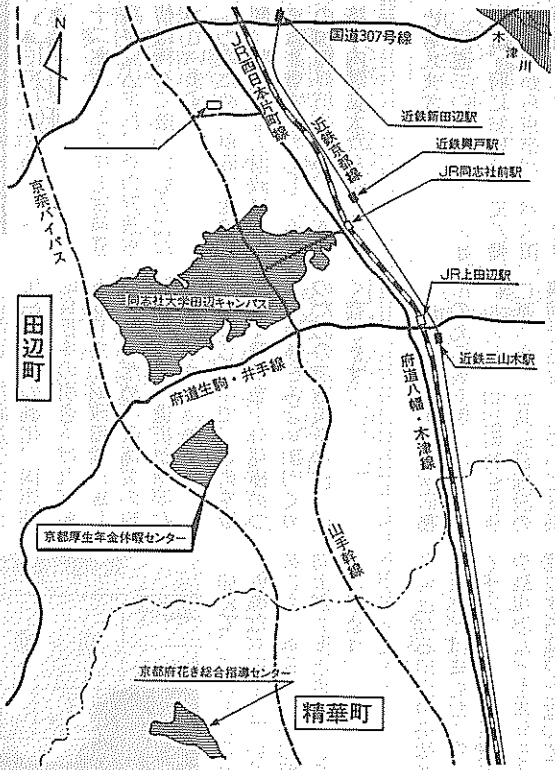 N
国道307号線
木津川
JR西日本片町線
近鉄京都線
近鉄新田辺駅
近鉄興戸駅
JR同志社前駅
京奈バイパス
同志社大学田辺キャンパス
JR上田辺駅
田辺町
近鉄三山木駅
府道生駒・井手線
府道八幡・木津線
京都厚生年金休暇センター
山手幹線
京都府花き総合指導センター
精華町